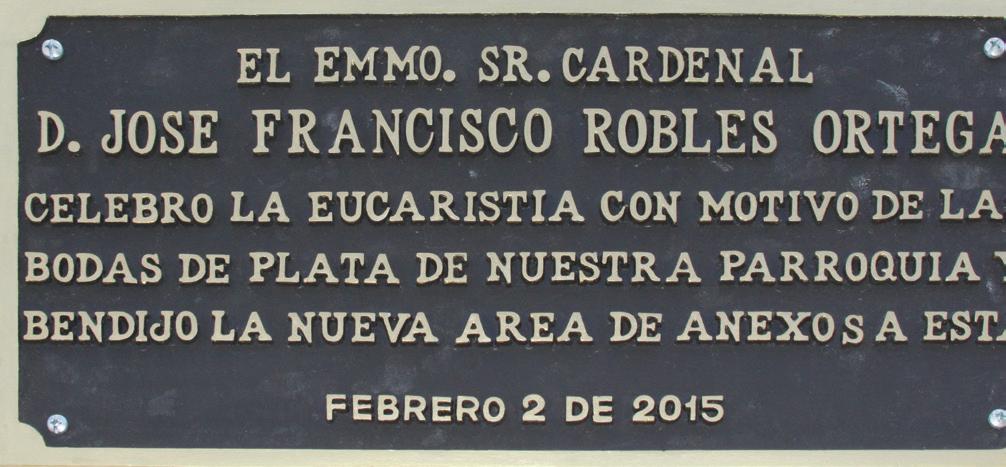 EL EMMO. SR. CARDENAL
D. JOSE FRANCISCO ROBLES ORTEGA
CELEBRO LA EUCARISTIA CON MOTIVO DE LA
BODAS DE PLATA DE NUESTRA PARROQUIA Y
BENDIJO LA NUEVA AREA DE ANEXOS A ESTA
FEBRERO 2 DE 2015